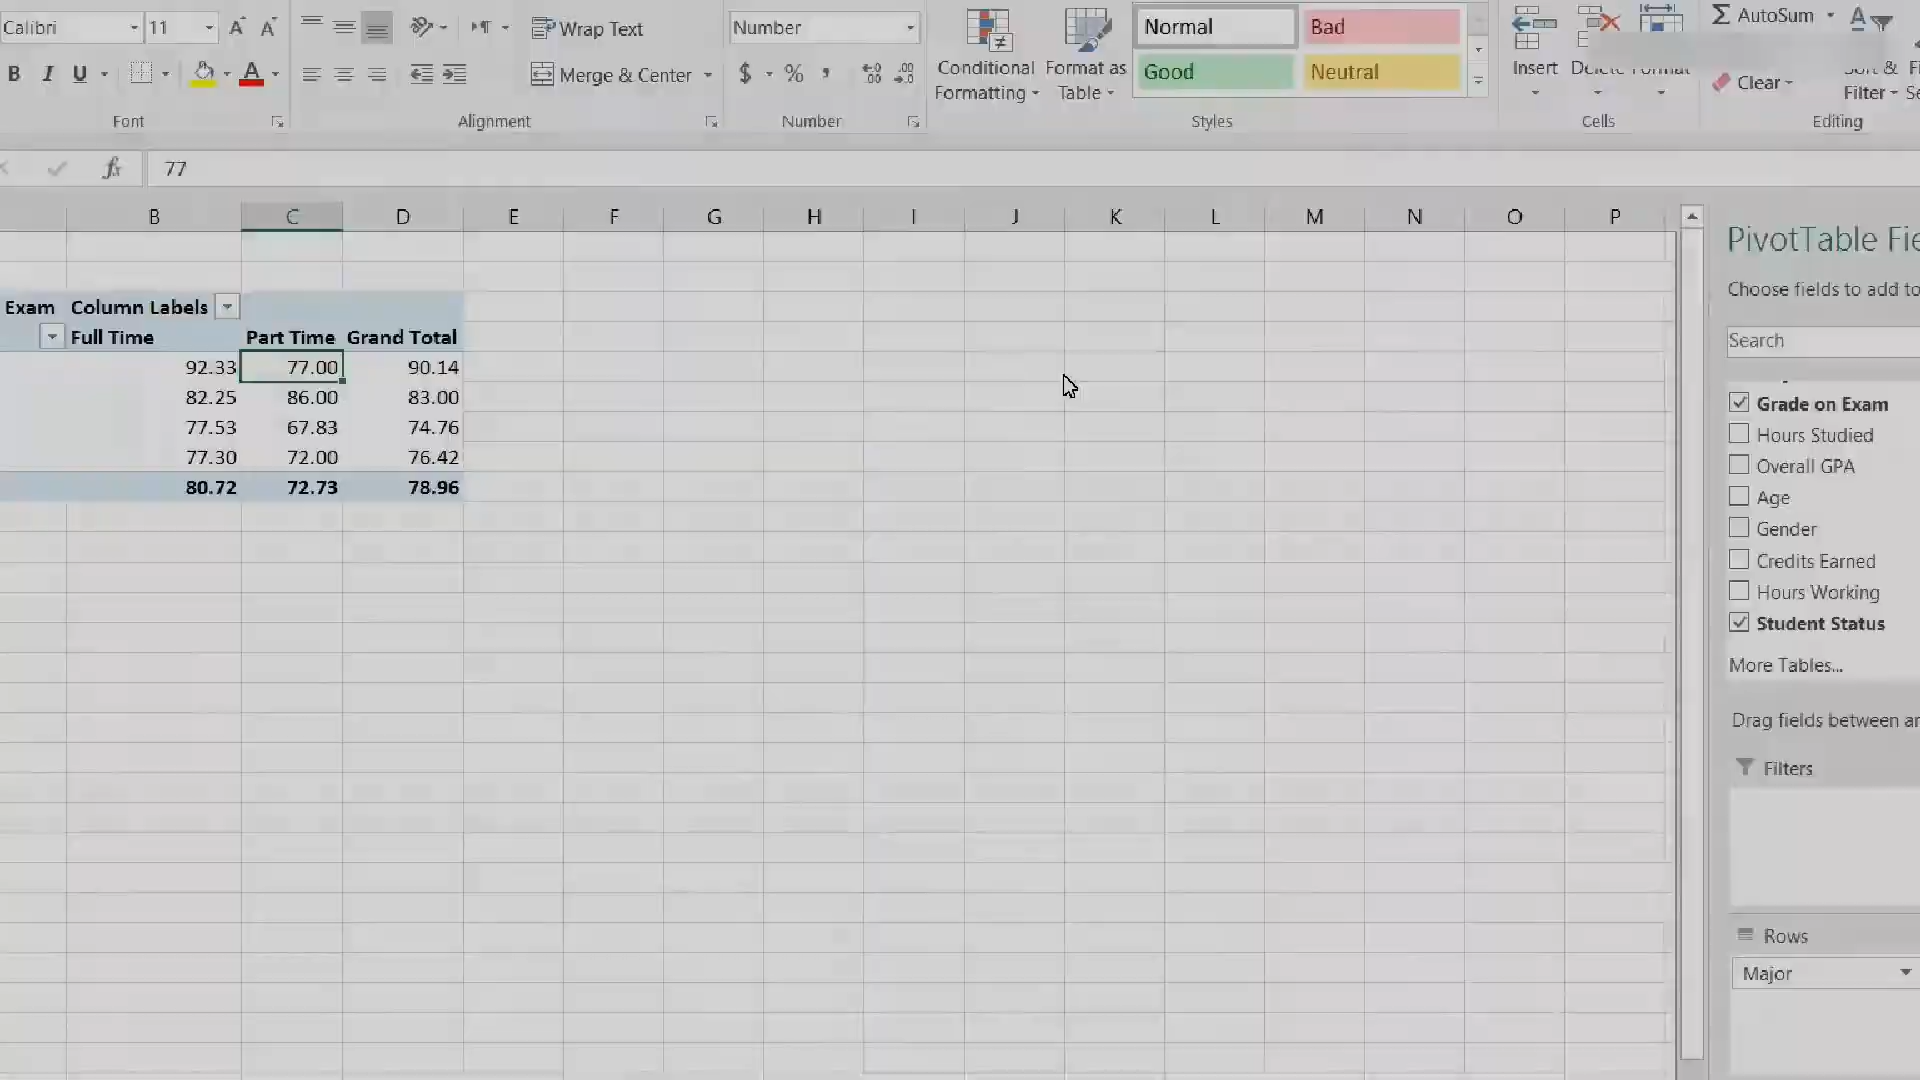 Calibri 11 A A Wrap Text Number Normal Bad AutoSum
B I U A Merge & Center $ % , Conditional Formatting Format as Table Good Neutral Insert Clear Filter
Font Alignment Number Styles Cells Editing
fx 77
B C D E F G H I J K L M N O P
Exam Column Labels
Full Time Part Time Grand Total
92.33 77.00 90.14
82.25 86.00 83.00
77.53 67.83 74.76
77.30 72.00 76.42
80.72 72.73 78.96
PivotTable
Choose fields to add to
Search
Grade on Exam
Hours Studied
Overall GPA
Age
Gender
Credits Earned
Hours Working
Student Status
More Tables...
Drag fields between
Filters
Rows
Major